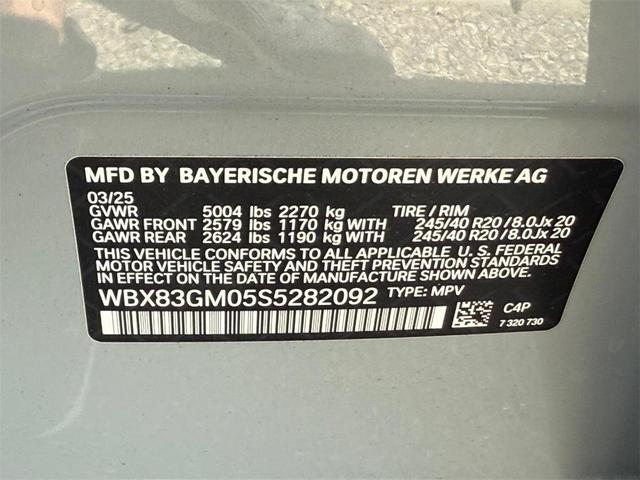 MFD BY BAYERISCHE MOTOREN WERKE AG
03/25
GVWR 5004 lbs 2270 kg TIRE / RIM
GAWR FRONT 2579 lbs 1170 kg WITH 245/40 R20 / 8.0Jx 20
GAWR REAR 2624 lbs 1190 kg WITH 245/40 R20 / 8.0Jx 20
THIS VEHICLE CONFORMS TO ALL APPLICABLE U. S. FEDERAL
MOTOR VEHICLE SAFETY AND THEFT PREVENTION STANDARDS
IN EFFECT ON THE DATE OF MANUFACTURE SHOWN ABOVE.
WBX83GM05S5282092 TYPE: MPV
C4P
7 320 730